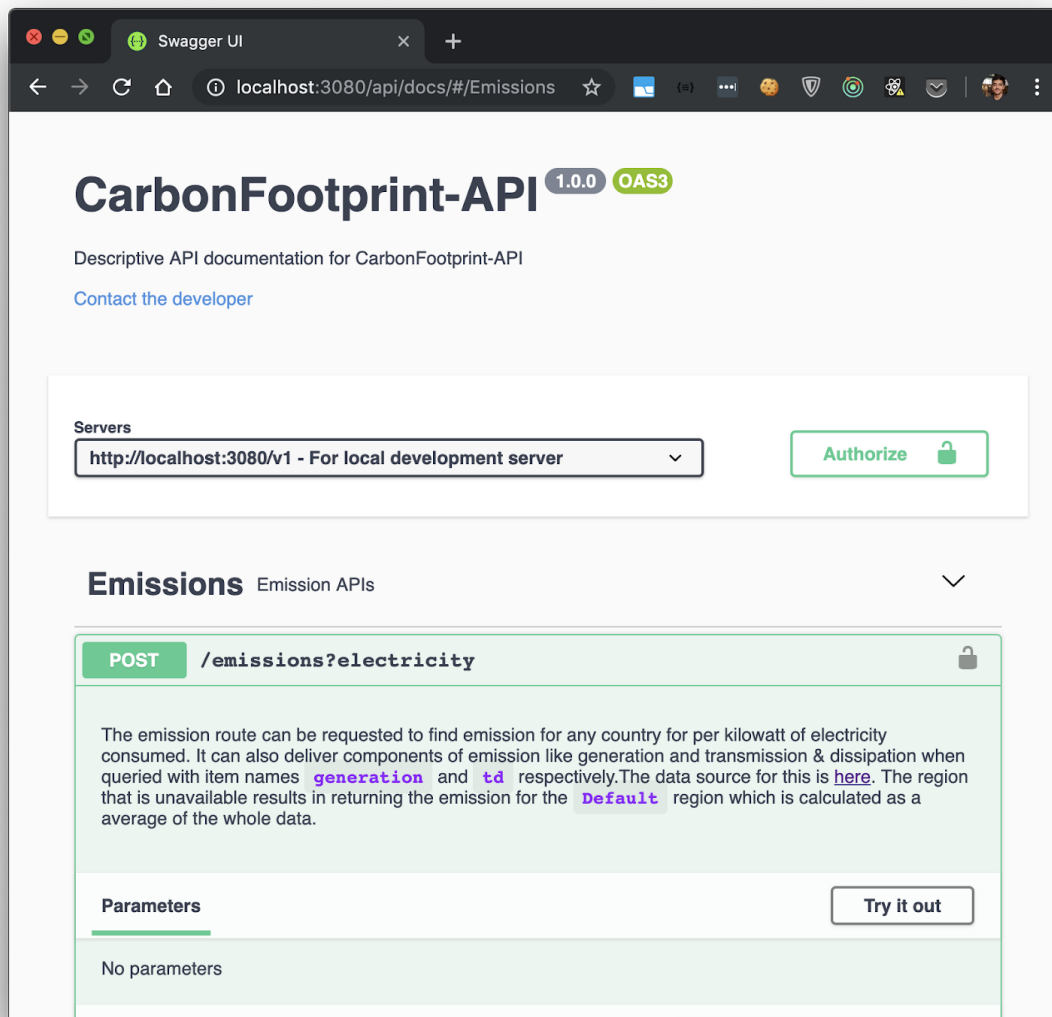 Swagger UI
localhost:3080/api/docs/#/Emissions
CarbonFootprint-API 1.0.0 OAS3
Descriptive API documentation for CarbonFootprint-API
Contact the developer
Servers
http://localhost:3080/v1 - For local development server
Authorize
Emissions Emission APIs
POST /emissions?electricity
The emission route can be requested to find emission for any country for per kilowatt of electricity
consumed. It can also deliver components of emission like generation and transmission & dissipation when
queried with item names generation and td respectively.The data source for this is here. The region
that is unavailable results in returning the emission for the Default region which is calculated as a
average of the whole data.
Parameters Try it out
No parameters